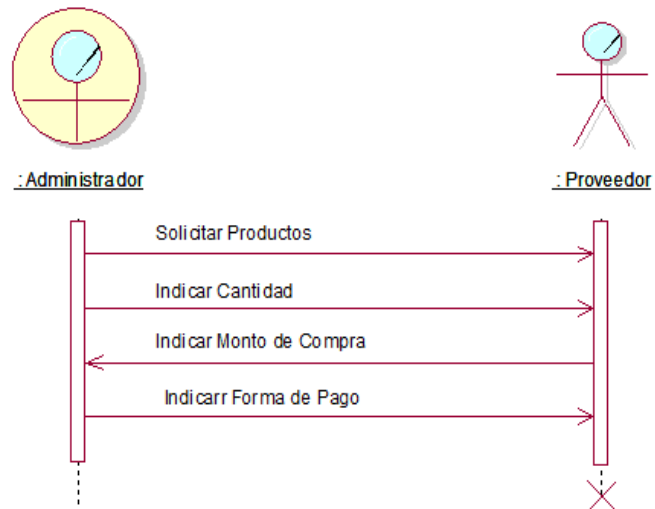 : Administrador
: Proveedor
Solicitar Productos
Indicar Cantidad
Indicar Monto de Compra
Indicarr Forma de Pago